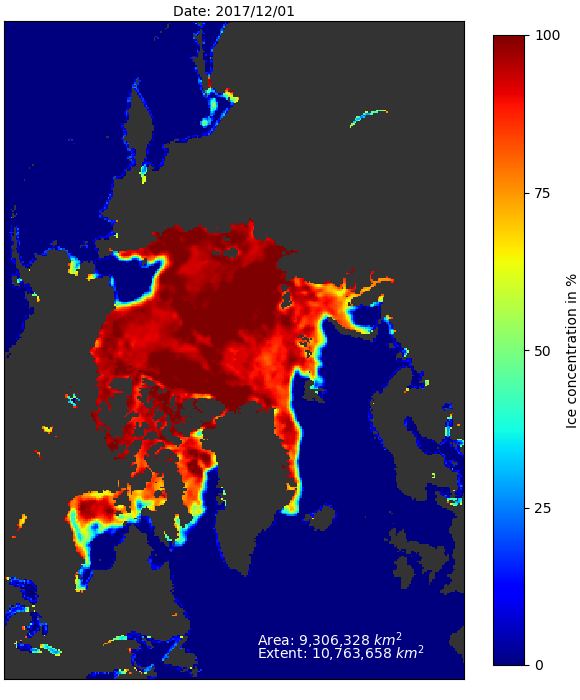 Date: 2017/12/01
100
75
50
25
0
Ice concentration in %
Area: 9,306,328 km²
Extent: 10,763,658 km²